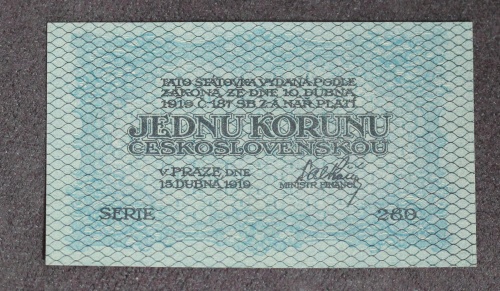 TATO STÁTOVKA VYDANÁ PODLE
ZÁKONA ZE DNE 10. DUBNA
1919 Č. 187 SB. Z. A NAŘ. PLATÍ
JEDNU KORUNU
ČESKOSLOVENSKOU
V PRAZE DNE
15. DUBNA 1919
MINISTR FINANCÍ
SERIE 260